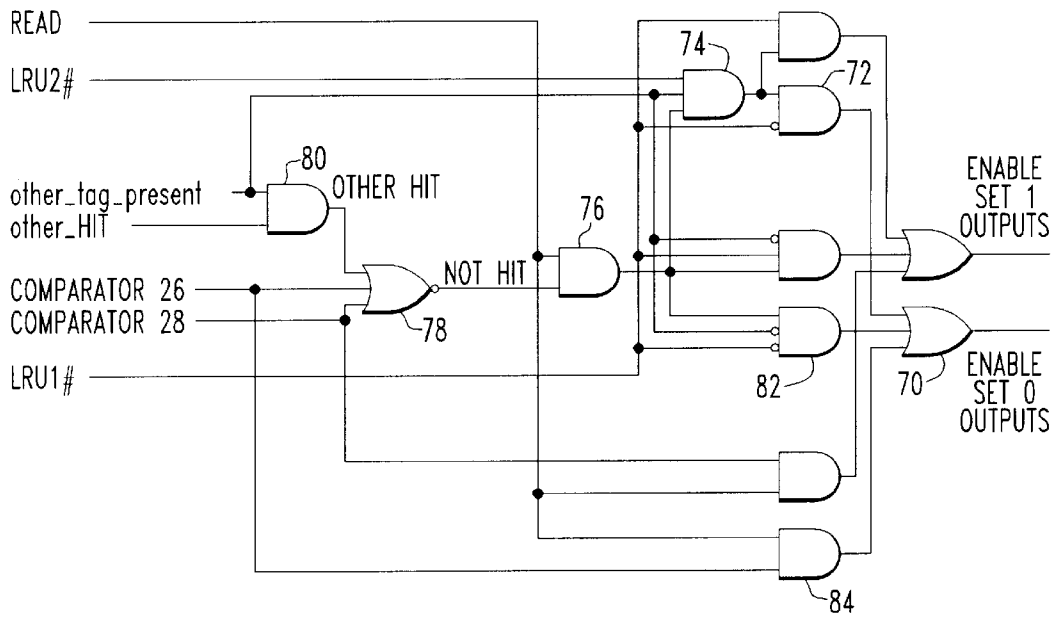 READ
LRU2#
74
72
80
other_tag_present
other_HIT
OTHER HIT
76
ENABLE
SET 1
OUTPUTS
NOT HIT
COMPARATOR 26
COMPARATOR 28
78
LRU1#
82
70
ENABLE
SET 0
OUTPUTS
84